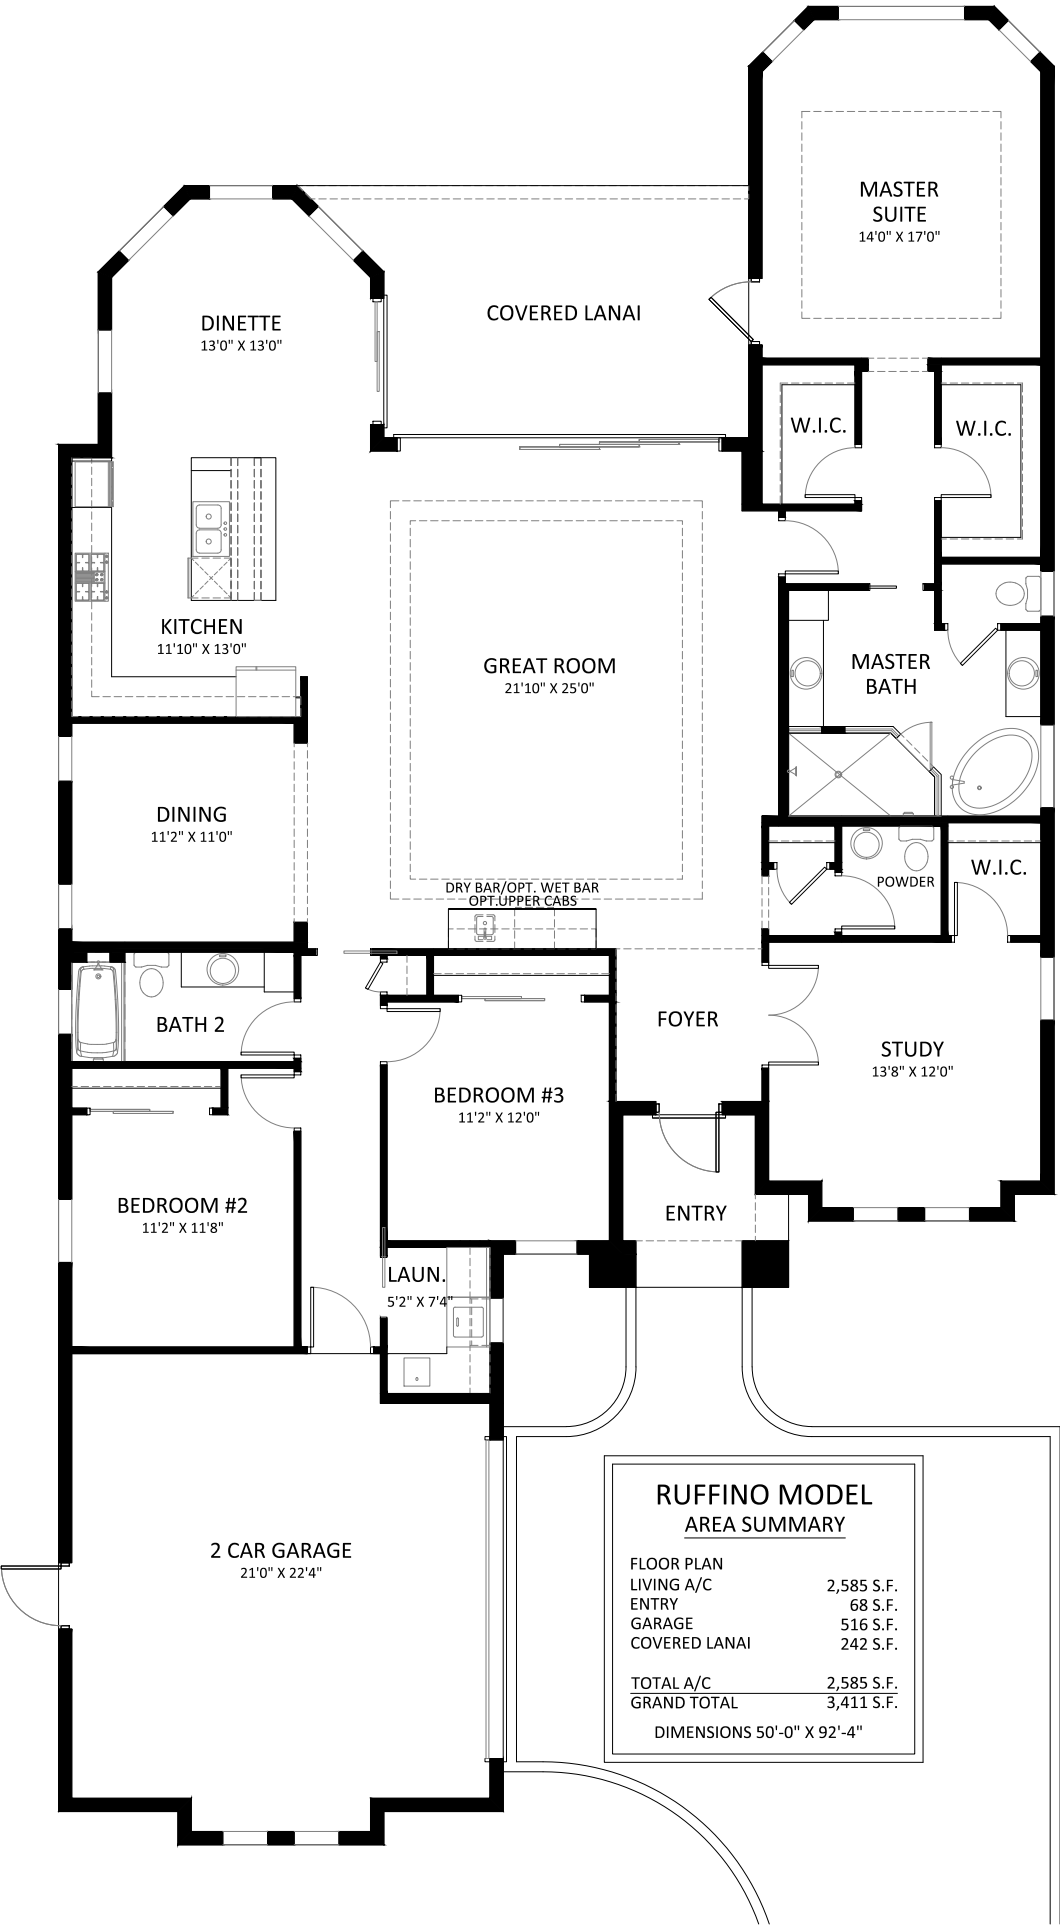 MASTER
SUITE
14'0" X 17'0"
COVERED LANAI
DINETTE
13'0" X 13'0"
W.I.C.
W.I.C.
KITCHEN
11'10" X 13'0"
GREAT ROOM
21'10" X 25'0"
MASTER
BATH
DINING
11'2" X 11'0"
DRY BAR/OPT. WET BAR
OPT.UPPER CABS
POWDER
W.I.C.
BATH 2
FOYER
STUDY
13'8" X 12'0"
BEDROOM #3
11'2" X 12'0"
BEDROOM #2
11'2" X 11'8"
ENTRY
LAUN.
5'2" X 7'4"
2 CAR GARAGE
21'0" X 22'4"
RUFFINO MODEL
AREA SUMMARY
FLOOR PLAN
LIVING A/C 2,585 S.F.
ENTRY 68 S.F.
GARAGE 516 S.F.
COVERED LANAI 242 S.F.
TOTAL A/C 2,585 S.F.
GRAND TOTAL 3,411 S.F.
DIMENSIONS 50'-0" X 92'-4"